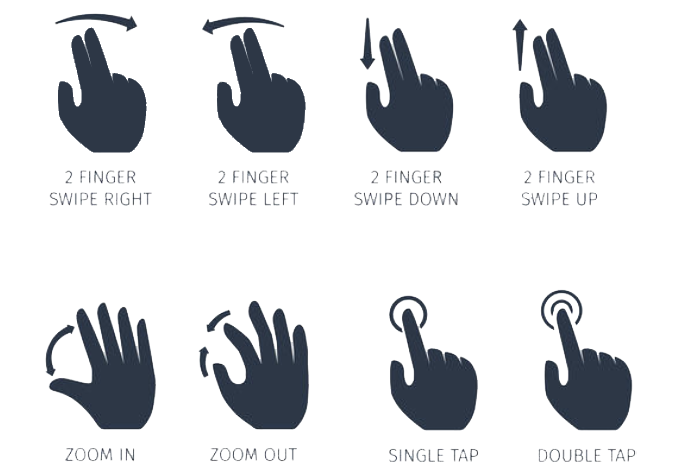 2 FINGER
SWIPE RIGHT
2 FINGER
SWIPE LEFT
2 FINGER
SWIPE DOWN
2 FINGER
SWIPE UP
ZOOM IN
ZOOM OUT
SINGLE TAP
DOUBLE TAP